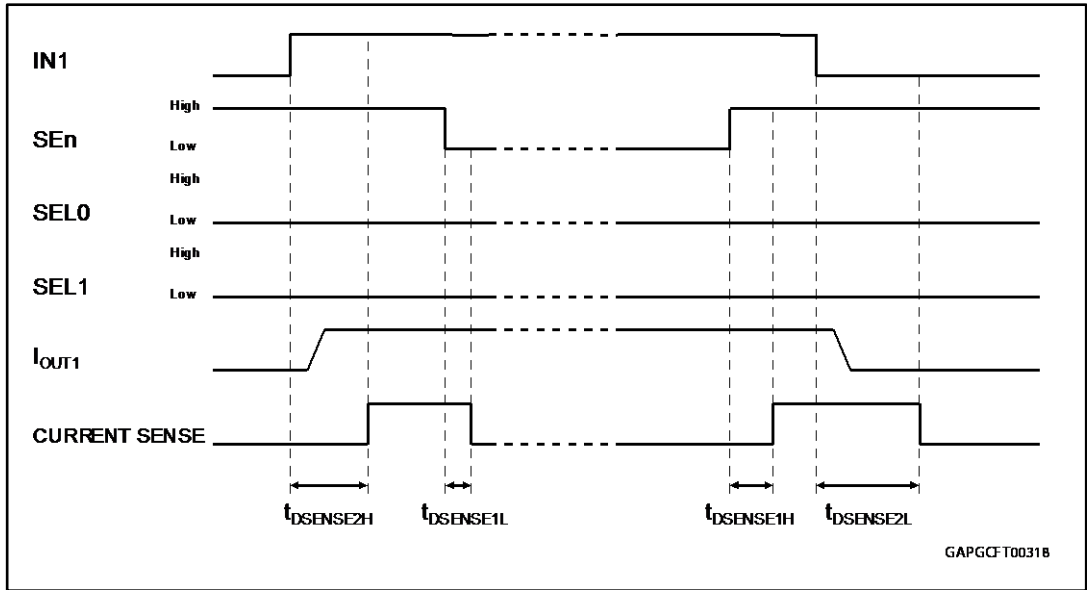 IN1
High
SEn
Low
High
SEL0
Low
High
SEL1
Low
IOUT1
CURRENT SENSE
tDSENSE2H
tDSENSE1L
tDSENSE1H
tDSENSE2L
GAPGCFT00318